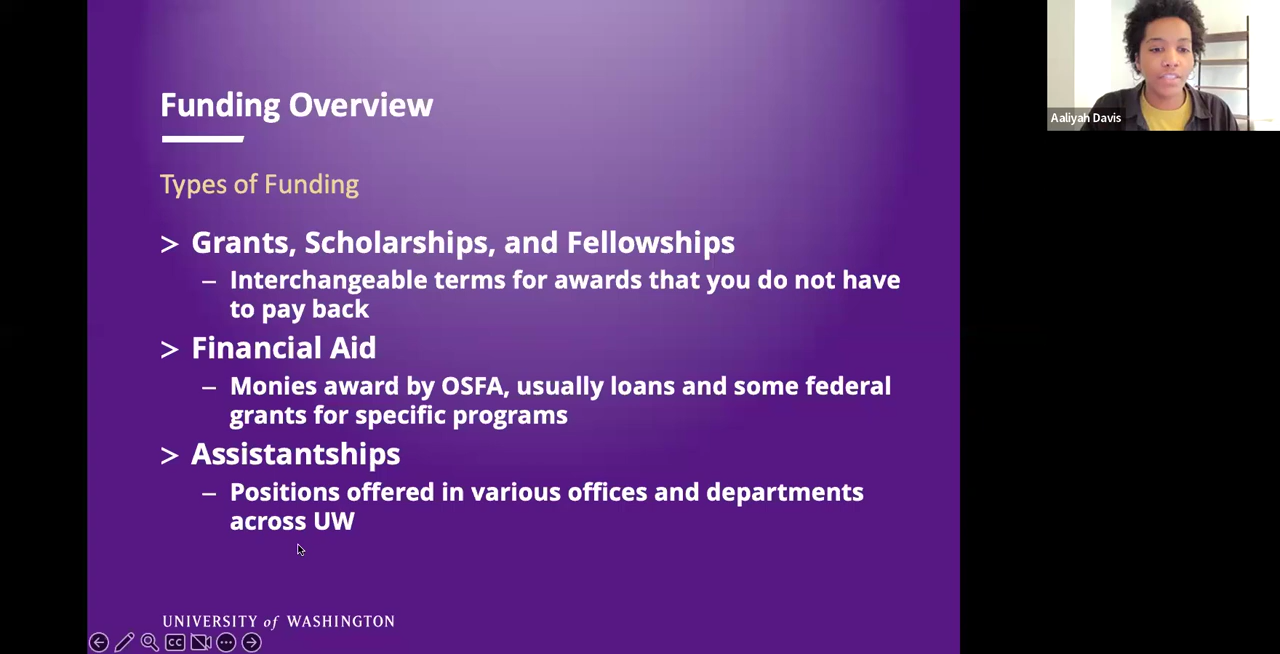 Funding Overview
Types of Funding
> Grants, Scholarships, and Fellowships
– Interchangeable terms for awards that you do not have
to pay back
> Financial Aid
– Monies award by OSFA, usually loans and some federal
grants for specific programs
> Assistantships
– Positions offered in various offices and departments
across UW
UNIVERSITY of WASHINGTON
CC
Aaliyah Davis